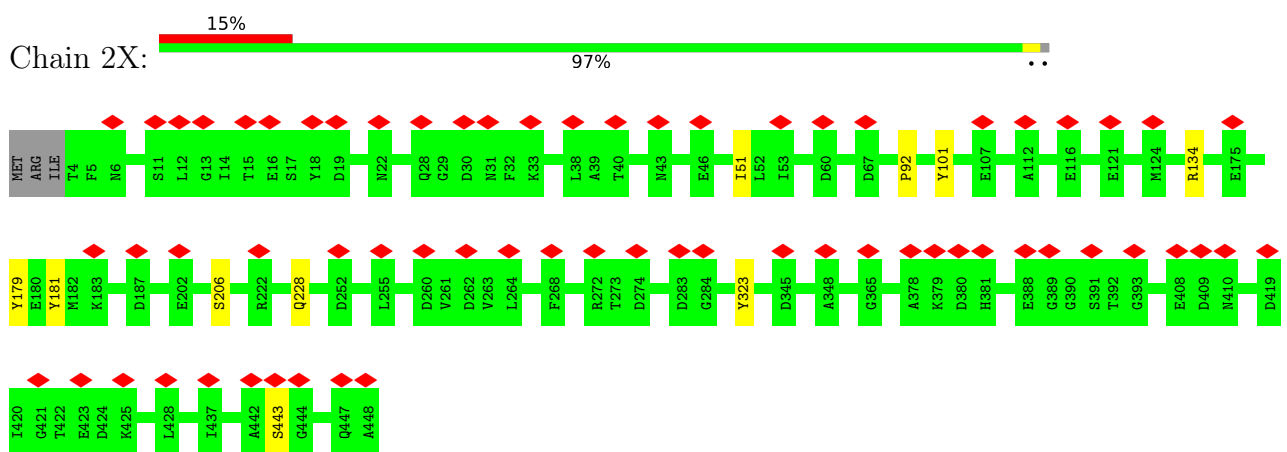 15%
Chain 2X:
97%
MET ARG ILE T4 F5 N6 S11 L12 G13 I14 T15 E16 S17 Y18 D19 N22 Q28 G29 D30 N31 F32 K33 L38 A39 T40 N43 E46 I51 L52 I53 D60 D67 P92 Y101 E107 A112 E116 E121 M124 R134 E175
Y179 E180 Y181 M182 K183 D187 E202 S206 R222 Q228 D252 L255 D260 V261 D262 V263 L264 F268 R272 T273 D274 D283 G284 Y323 D345 A348 G365 A378 K379 D380 H381 E388 G389 G390 S391 T392 G393 E408 D409 N410 D419
I420 G421 T422 E423 D424 K425 L428 I437 A442 S443 G444 Q447 A448